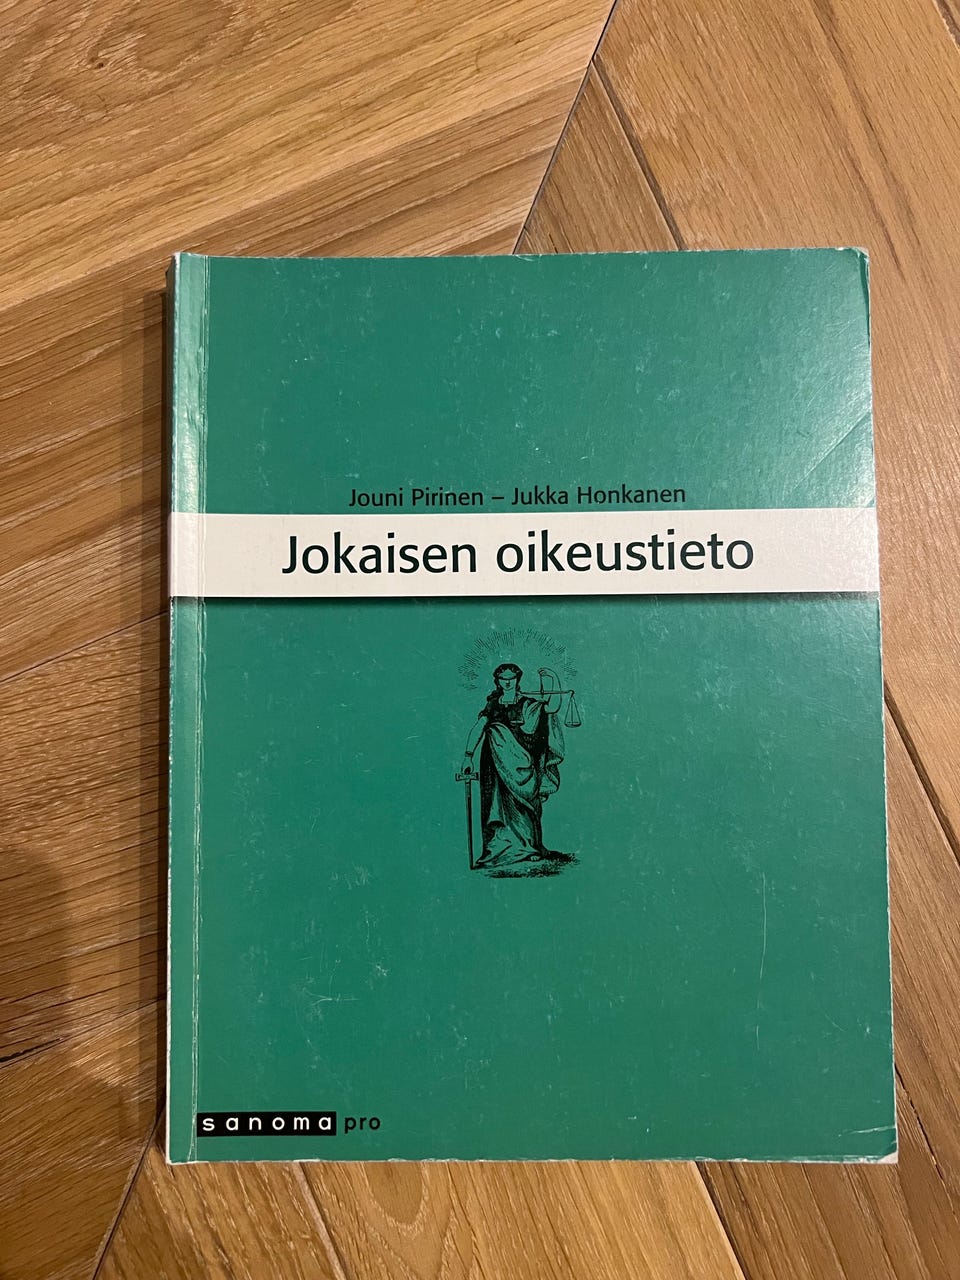 Jouni Pirinen – Jukka Honkanen
Jokaisen oikeustieto
sanoma pro